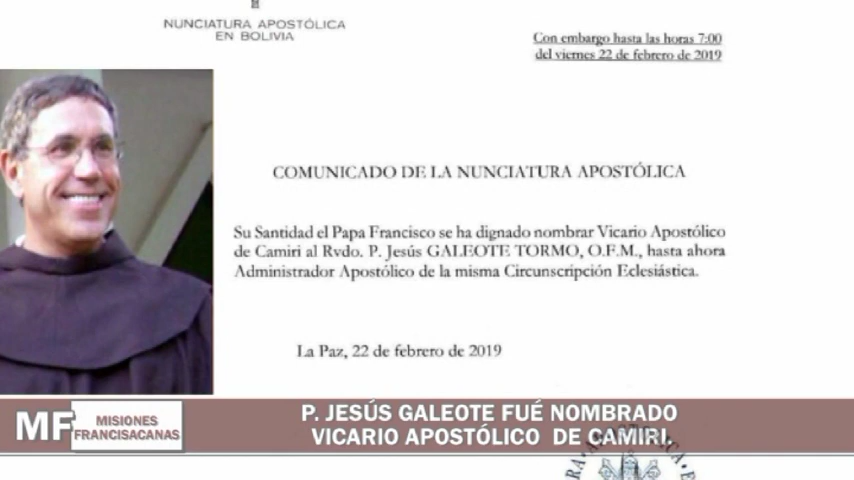 NUNCIATURA APOSTÓLICA
EN BOLIVIA
Con embargo hasta las horas 7:00
del viernes 22 de febrero de 2019
COMUNICADO DE LA NUNCIATURA APOSTÓLICA
Su Santidad el Papa Francisco se ha dignado nombrar Vicario Apostólico
de Camiri al Rvdo. P. Jesús GALEOTE TORMO, O.F.M., hasta ahora
Administrador Apostólico de la misma Circunscripción Eclesiástica.
La Paz, 22 de febrero de 2019
MF
MISIONES
FRANCISACANAS
P. JESÚS GALEOTE FUÉ NOMBRADO
VICARIO APOSTÓLICO DE CAMIRI.